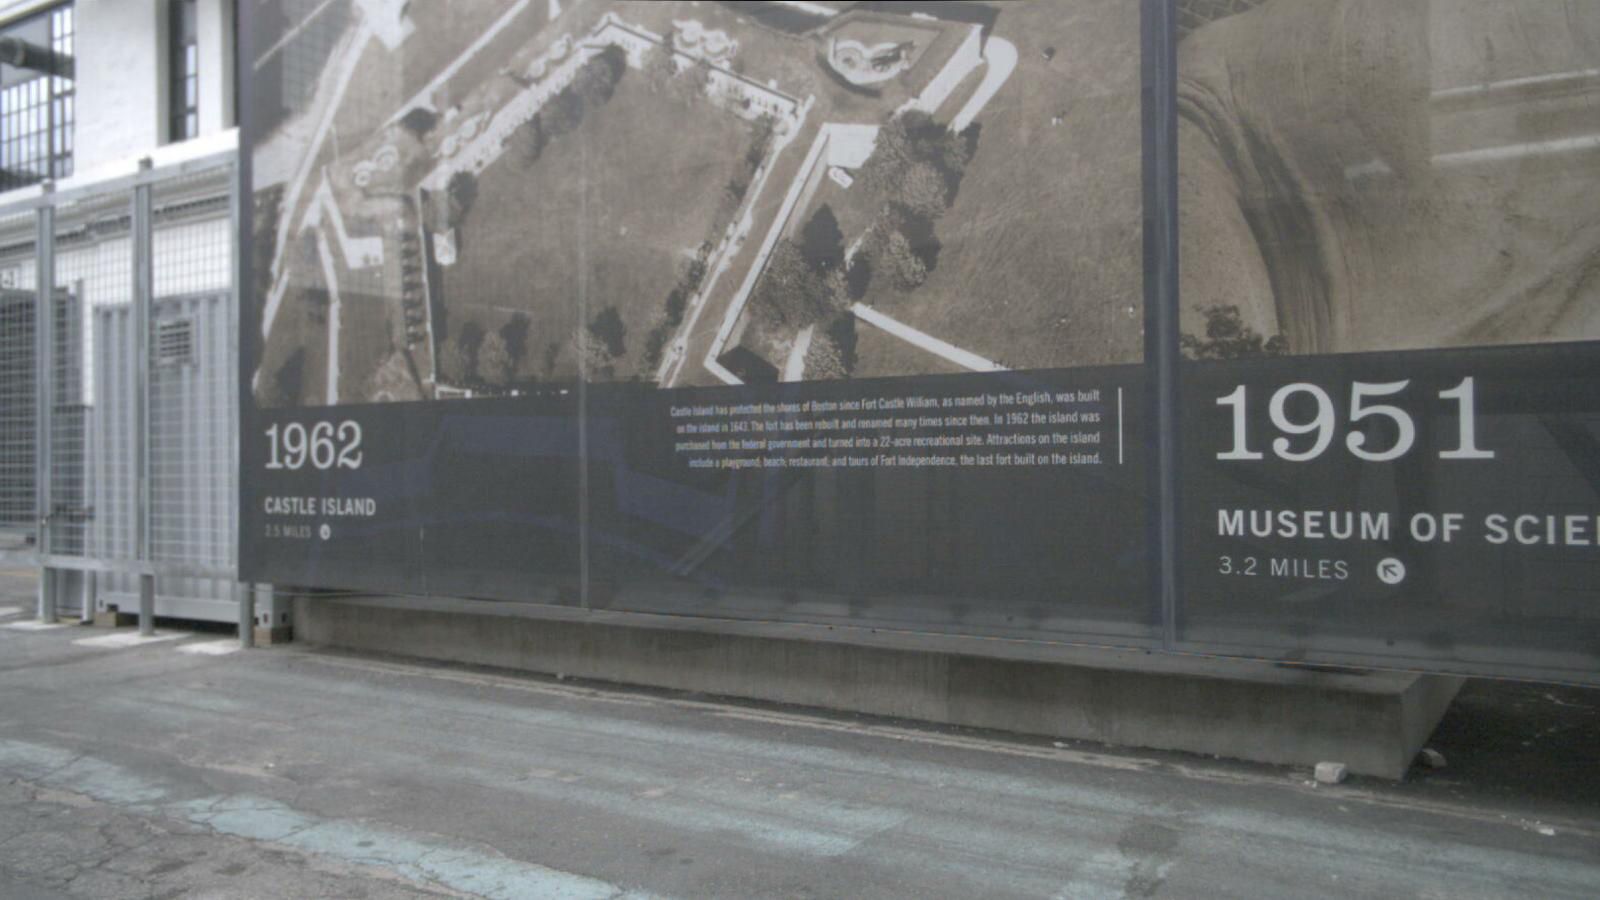 1962
CASTLE ISLAND
2.5 MILES
Castle Island has protected the shores of Boston since Fort Castle William, as named by the English, was built
on the island in 1643. The fort has been rebuilt and renamed many times since then. In 1962 the island was
purchased from the federal government and turned into a 22-acre recreational site. Attractions on the island
include a playground, beach, restaurant, and tours of Fort Independence, the last fort built on the island.
1951
MUSEUM OF SCIE
3.2 MILES